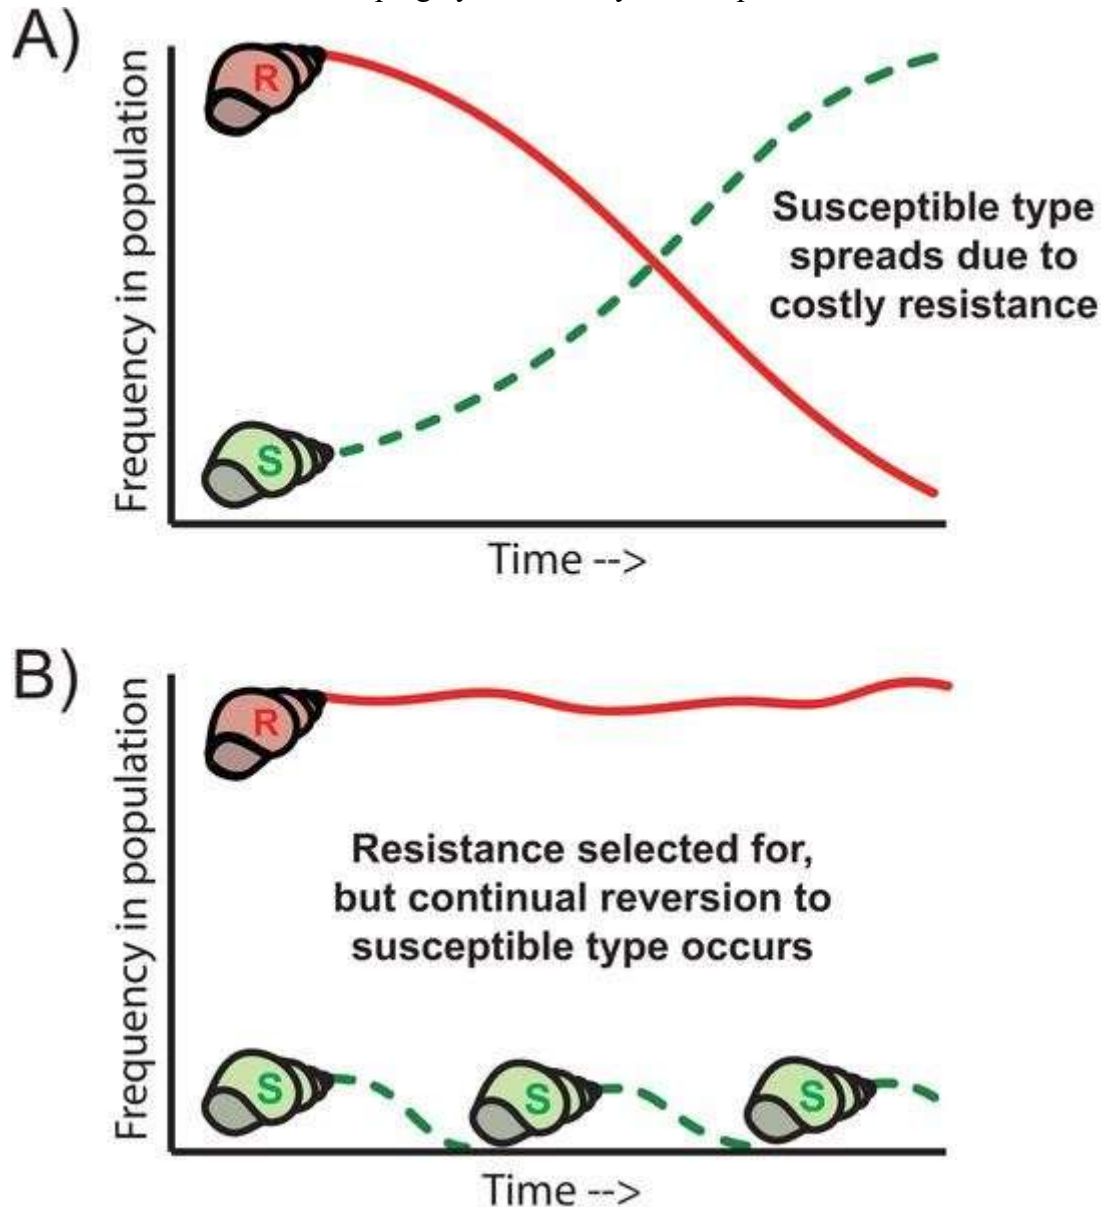 A)
R
S
Frequency in population
Susceptible type
spreads due to
costly resistance
Time -->
B)
R
Frequency in population
Resistance selected for,
but continual reversion to
susceptible type occurs
S
S
S
Time -->